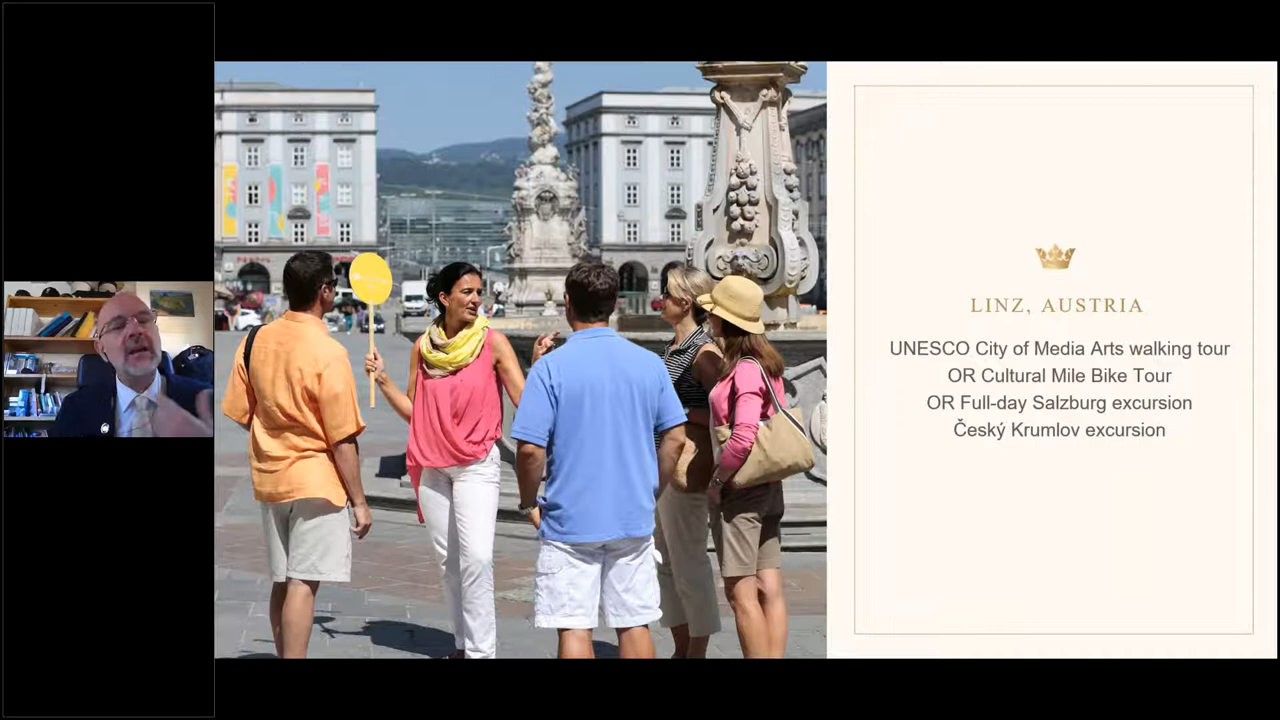 LINZ, AUSTRIA
UNESCO City of Media Arts walking tour
OR Cultural Mile Bike Tour
OR Full-day Salzburg excursion
Český Krumlov excursion